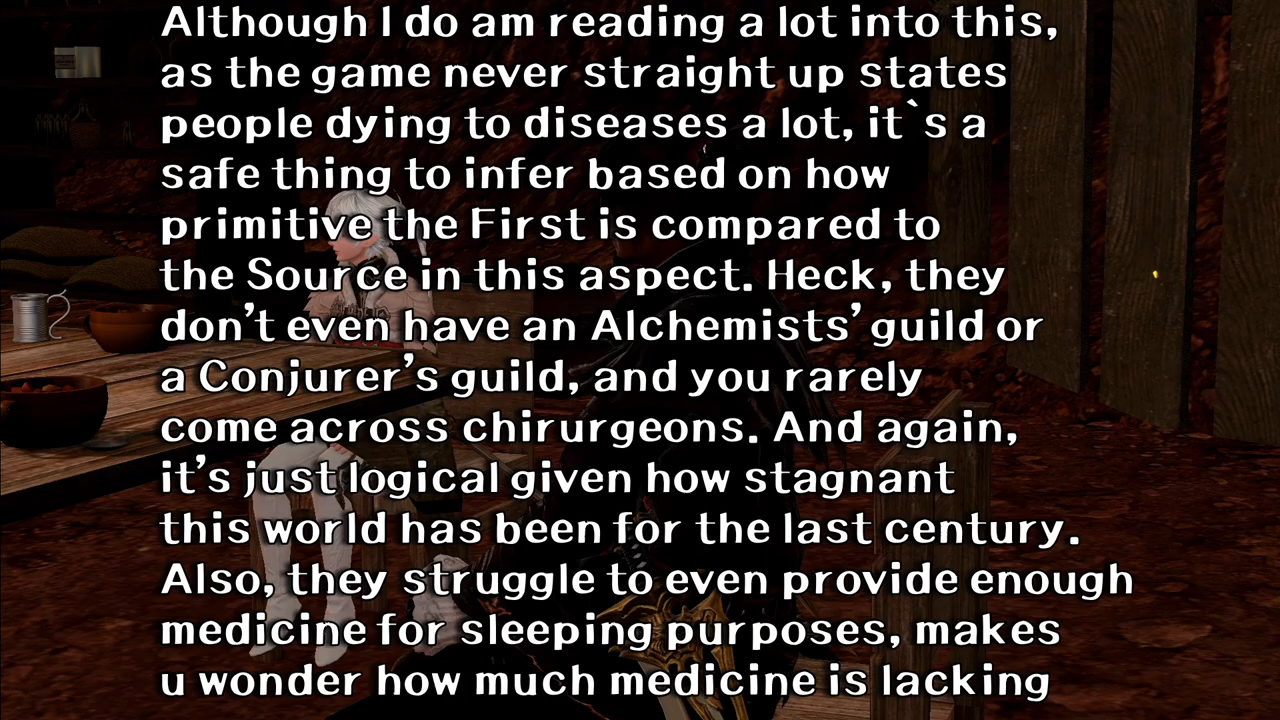 Although I do am reading a lot into this,
as the game never straight up states
people dying to diseases a lot, it`s a
safe thing to infer based on how
primitive the First is compared to
the Source in this aspect. Heck, they
don’t even have an Alchemists’ guild or
a Conjurer’s guild, and you rarely
come across chirurgeons. And again,
it’s just logical given how stagnant
this world has been for the last century.
Also, they struggle to even provide enough
medicine for sleeping purposes, makes
u wonder how much medicine is lacking